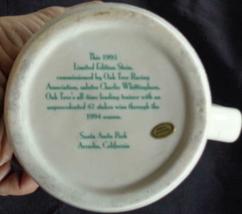 This 1995
Limited Edition Stein,
commissioned by Oak Tree Racing
Association, salutes Charlie Whittingham,
Oak Tree's all-time leading trainer with an
unprecedented 47 stakes wins through the
1994 season.
Santa Anita Park
Arcadia, California